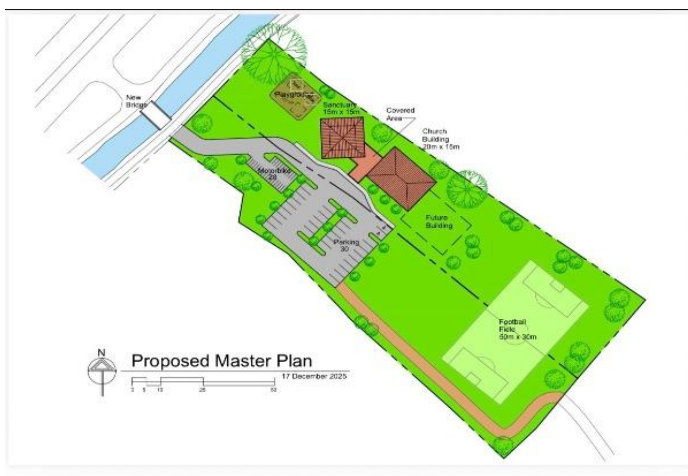 New
Bridge
Playground
Sanctuary
15m x 15m
Covered
Area
Church
Building
20m x 15m
Motorbike
28
Future
Building
Parking
30
Football
Field
N
Proposed Master Plan
17 December 2025